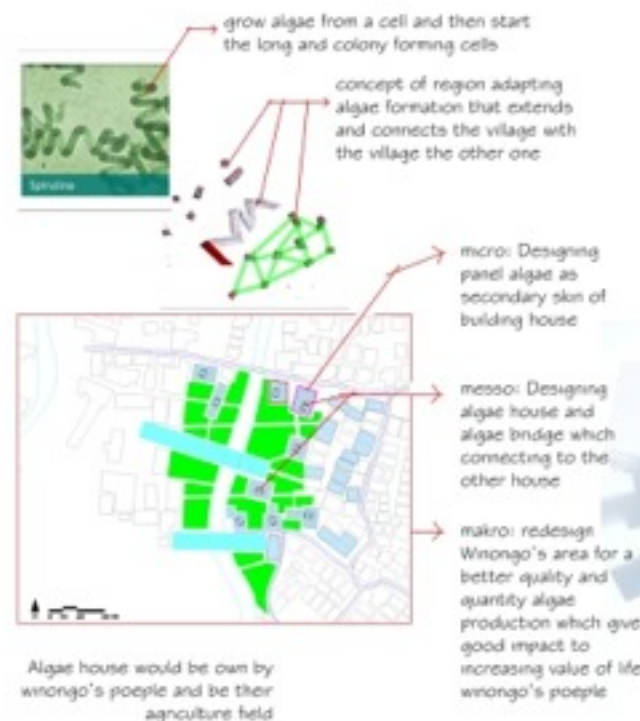 grow algae from a cell and then start
the long and colony forming cells
Spirulina
concept of region adapting
algae formation that extends
and connects the village with
the village the other one
micro: Designing
panel algae as
secondary skin of
building house
messo: Designing
algae house and
algae bridge which
connecting to the
other house
makro: redesign
Winongo's area for a
better quality and
quantity algae
production which give
good impact to
increasing value of life
winongo's poeple
Algae house would be own by
winongo's poeple and be their
agriculture field